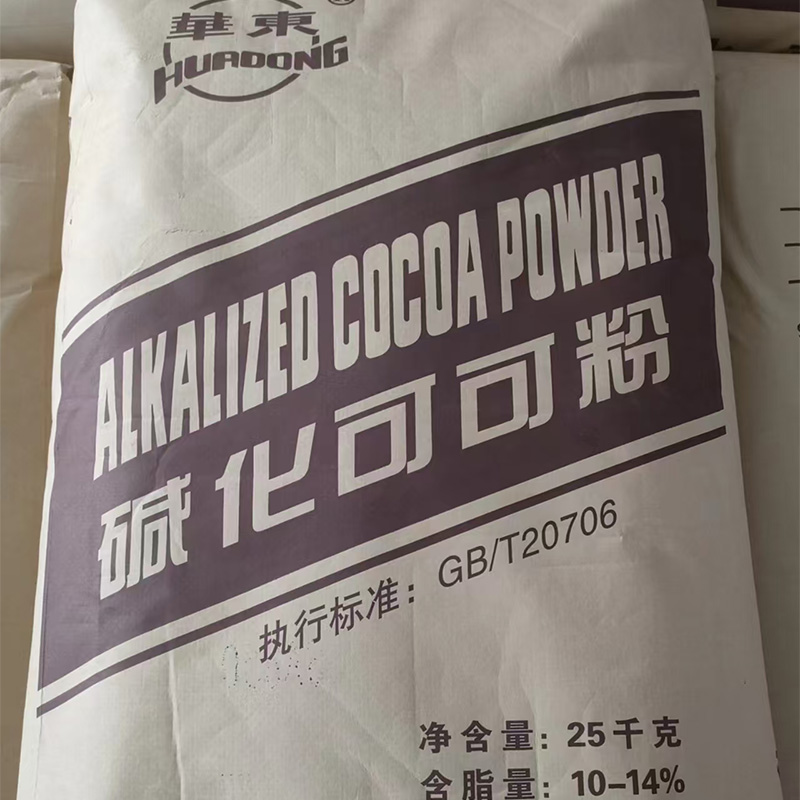 華東
HUADONG
ALKALIZED COCOA POWDER
碱化可可粉
执行标准：GB/T20706
净含量：25千克
含脂量：10-14%